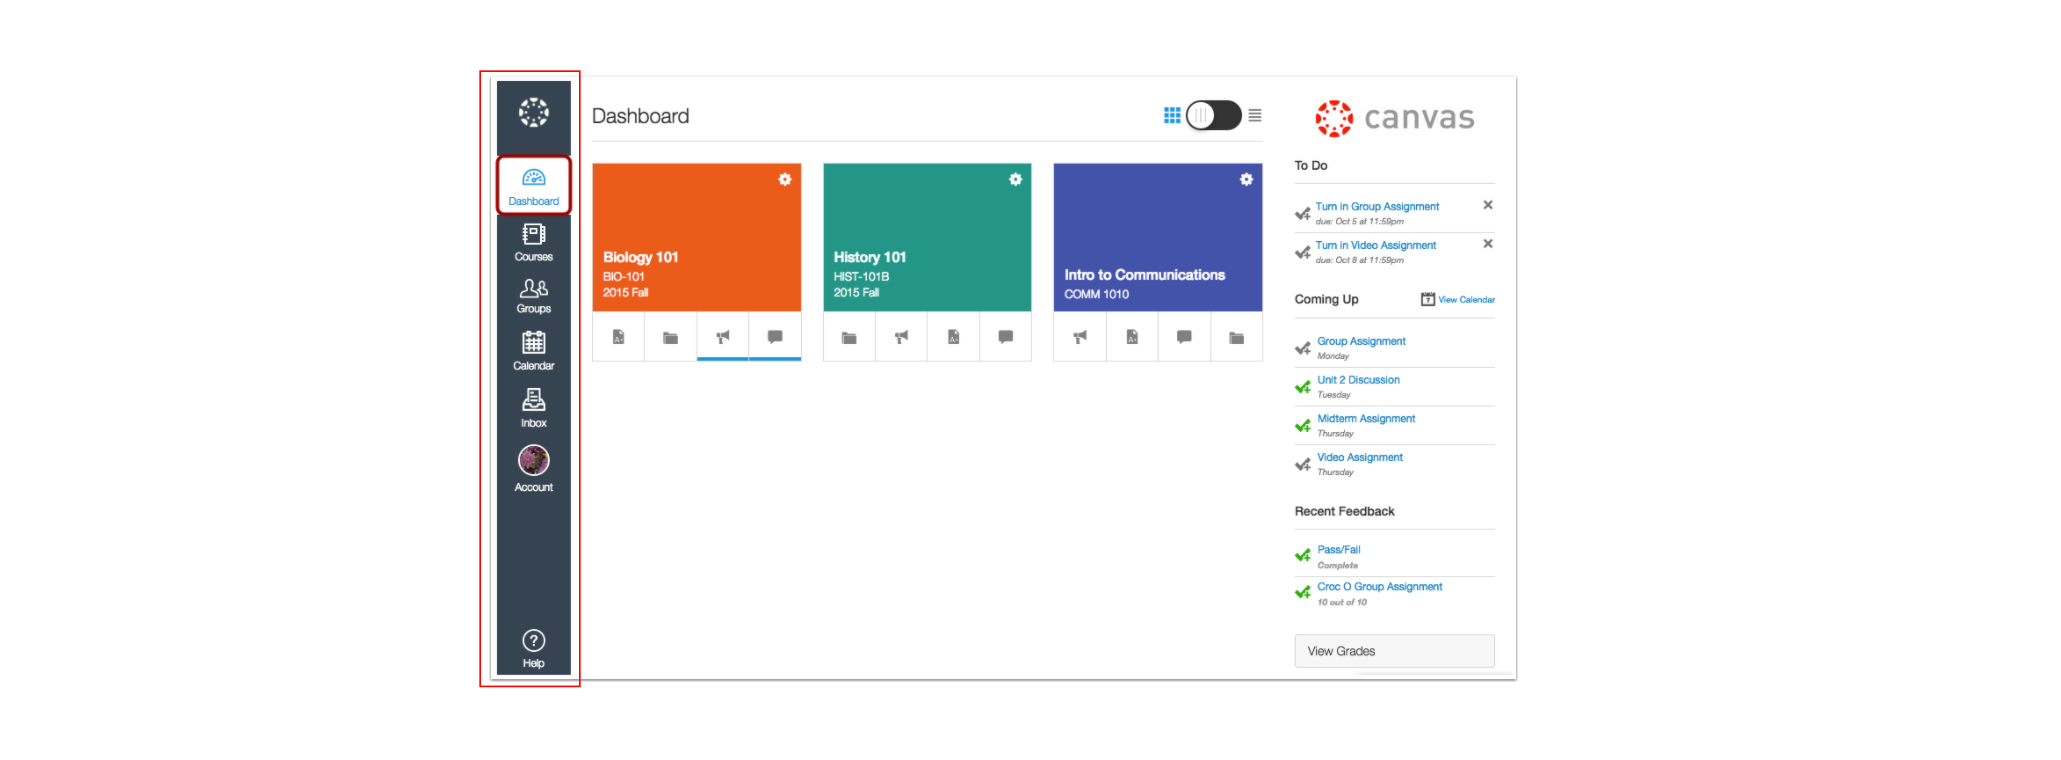 Dashboard
Courses
Groups
Calendar
Inbox
Account
Help
Dashboard
Biology 101
BIO-101
2015 Fall
History 101
HIST-101B
2015 Fall
Intro to Communications
COMM 1010
canvas
To Do
Turn in Group Assignment
due: Oct 5 at 11:59pm
Turn in Video Assignment
due: Oct 8 at 11:59pm
Coming Up
7 View Calendar
Group Assignment
Monday
Unit 2 Discussion
Tuesday
Midterm Assignment
Thursday
Video Assignment
Thursday
Recent Feedback
Pass/Fail
Complete
Croc O Group Assignment
10 out of 10
View Grades